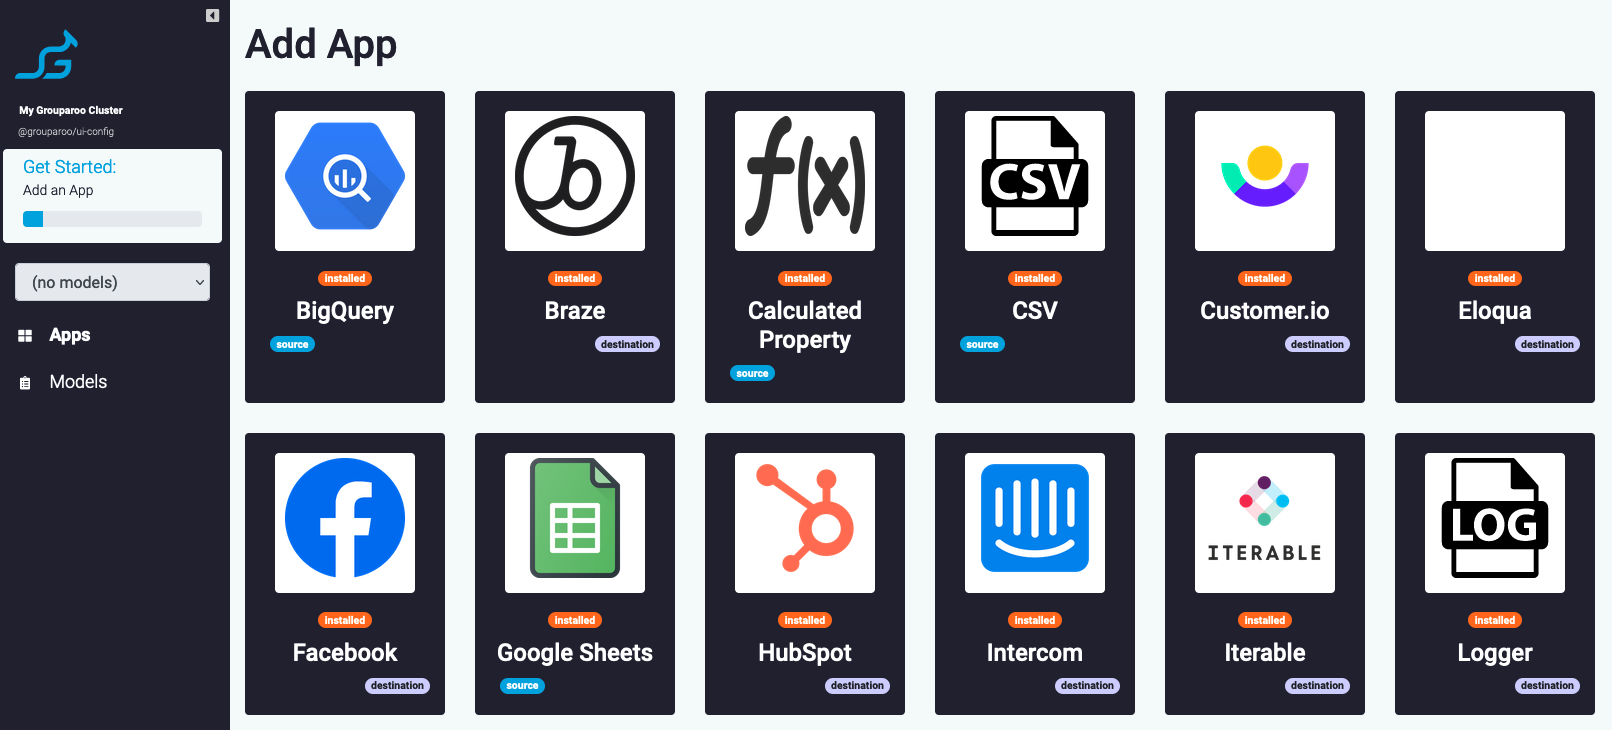 My Grouparoo Cluster
@grouparoo/ui-config
Get Started:
Add an App
(no models)
Apps
Models
Add App
installed
BigQuery
source
installed
Braze
destination
f(x)
installed
Calculated
Property
source
CSV
installed
CSV
source
installed
Customer.io
destination
installed
Eloqua
destination
installed
Facebook
destination
installed
Google Sheets
source
installed
HubSpot
destination
installed
Intercom
destination
ITERABLE
installed
Iterable
destination
LOG
installed
Logger
destination